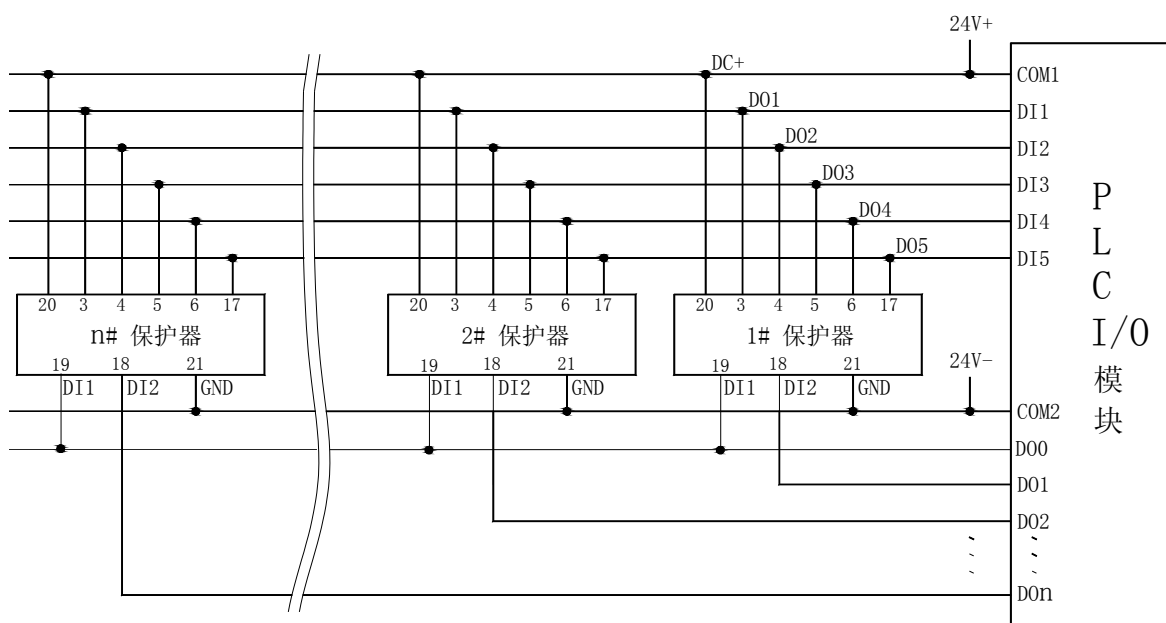 24V+
DC+
COM1
DO1
DI1
DO2
DI2
DO3
DI3
DO4
DI4
DO5
DI5
20 3 4 5 6 17
20 3 4 5 6 17
20 3 4 5 6 17
n# 保护器
2# 保护器
1# 保护器
19 18 21
19 18 21
19 18 21
DI1 DI2 GND
DI1 DI2 GND
DI1 DI2 GND
24V-
COM2
DO0
DO1
DO2
DOn
PLC I/O 模块